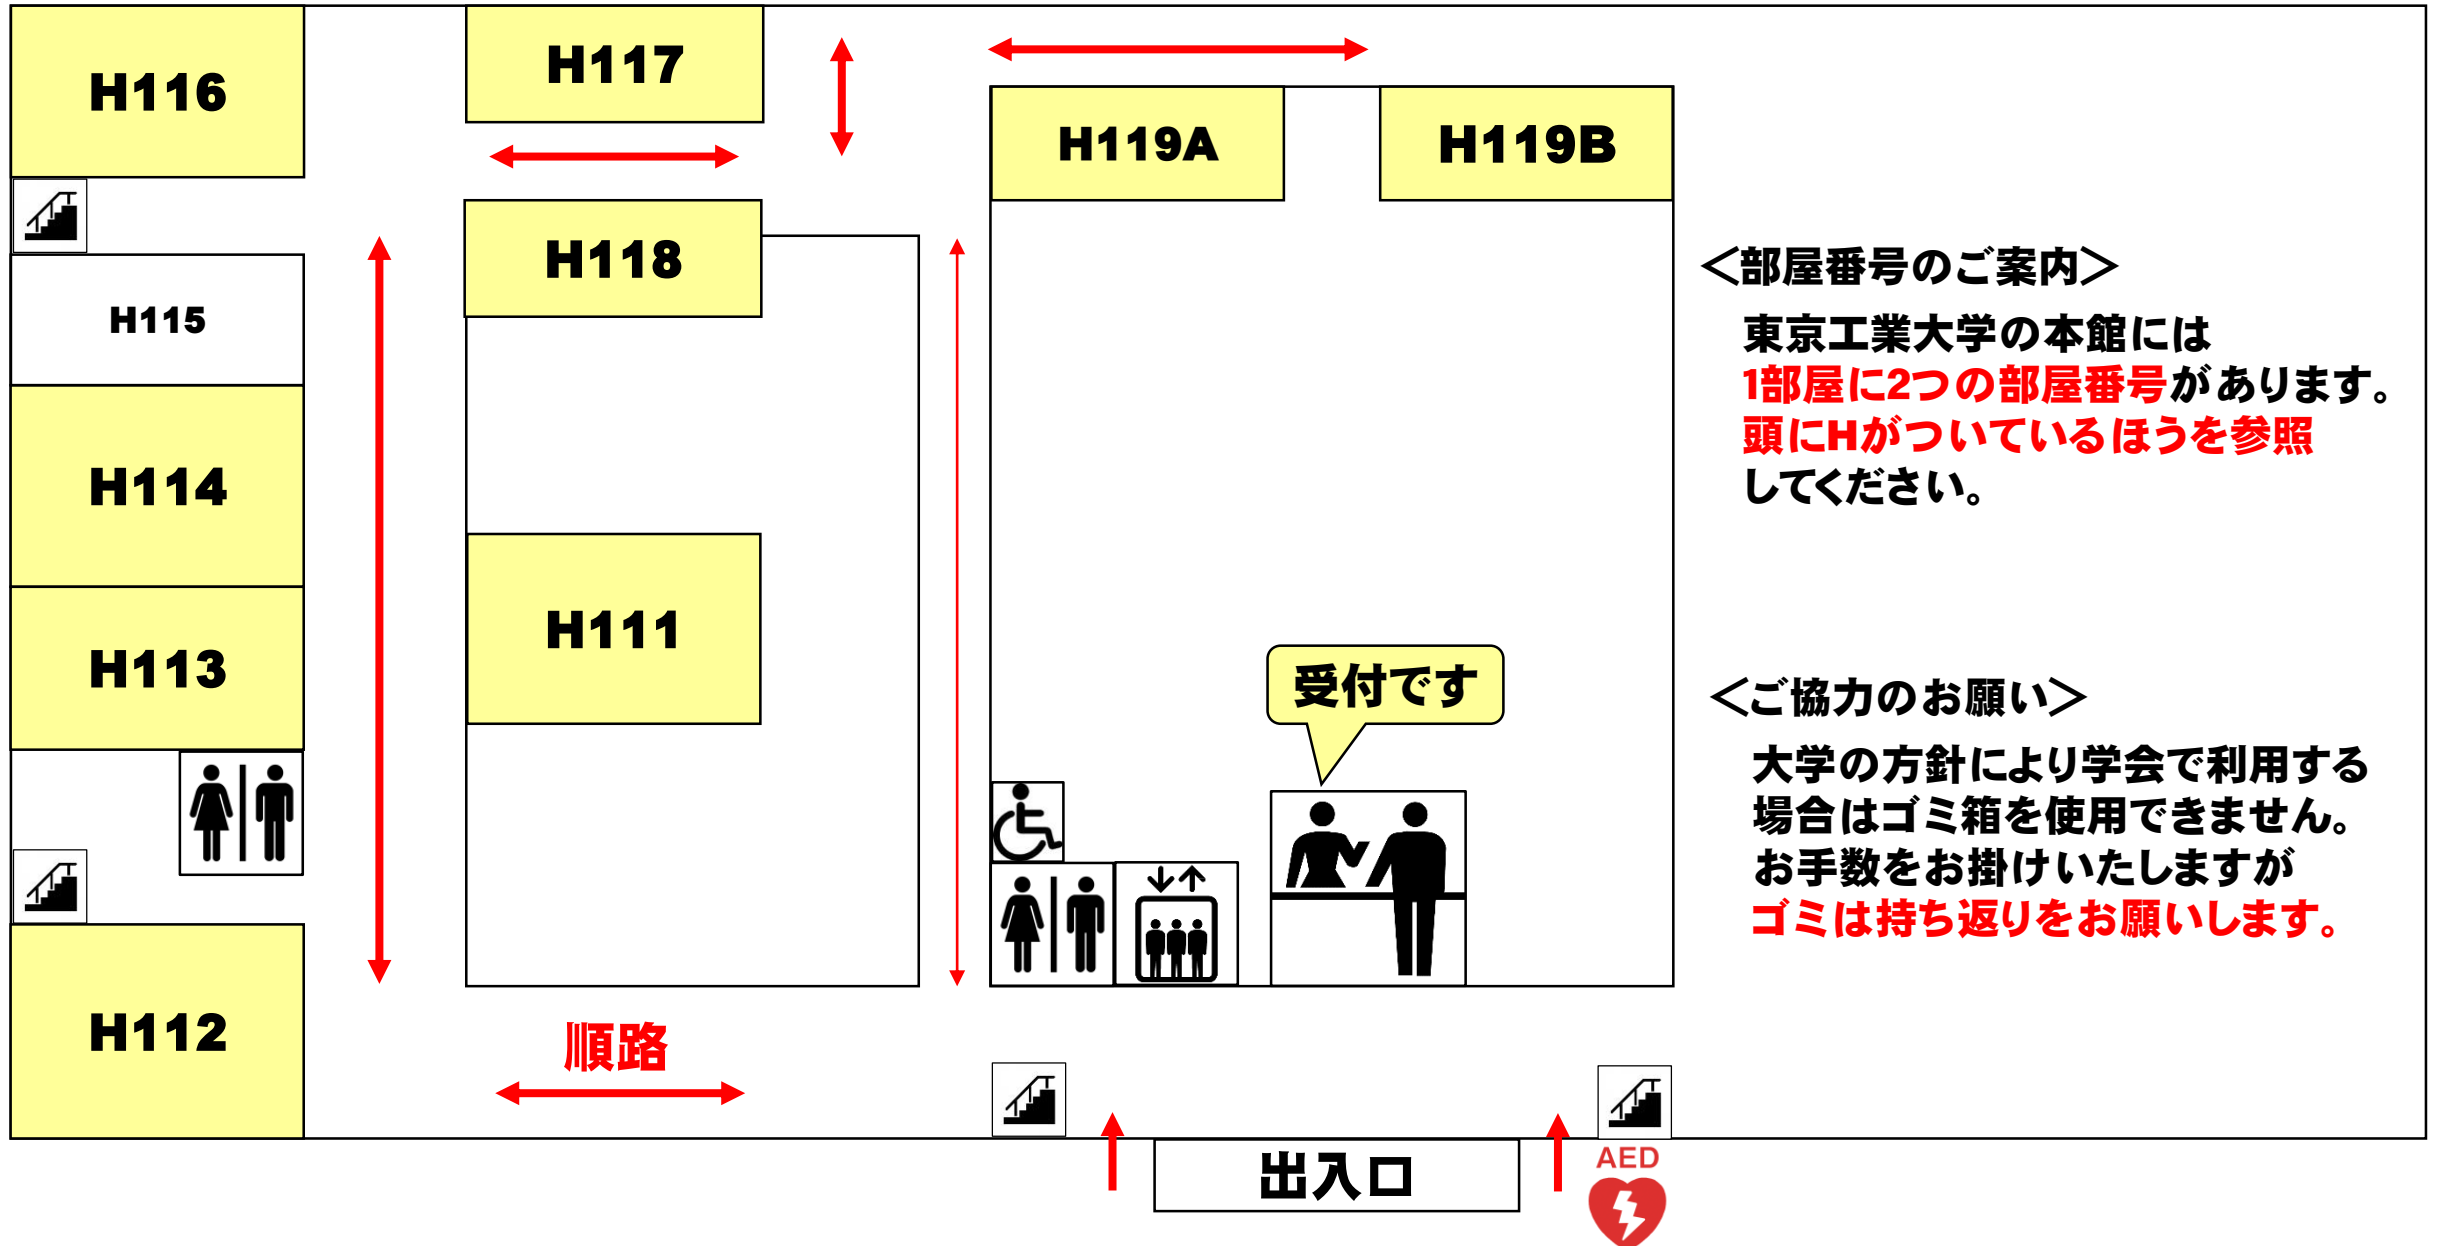 H116
H117
H119A
H119B
H118
H115
H114
H111
H113
H112
受付です
順路
出入口
AED
＜部屋番号のご案内＞
東京工業大学の本館には
1部屋に2つの部屋番号があります。
頭にHがついているほうを参照
してください。
＜ご協力のお願い＞
大学の方針により学会で利用する
場合はゴミ箱を使用できません。
お手数をお掛けいたしますが
ゴミは持ち返りをお願いします。